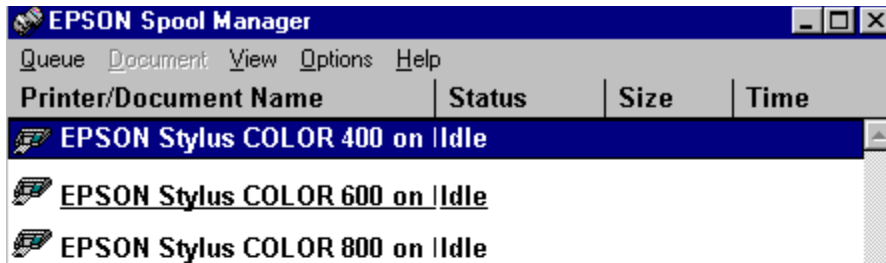 EPSON Spool Manager
Queue Document View Options Help
Printer/Document Name Status Size Time
EPSON Stylus COLOR 400 on Idle
EPSON Stylus COLOR 600 on Idle
EPSON Stylus COLOR 800 on Idle